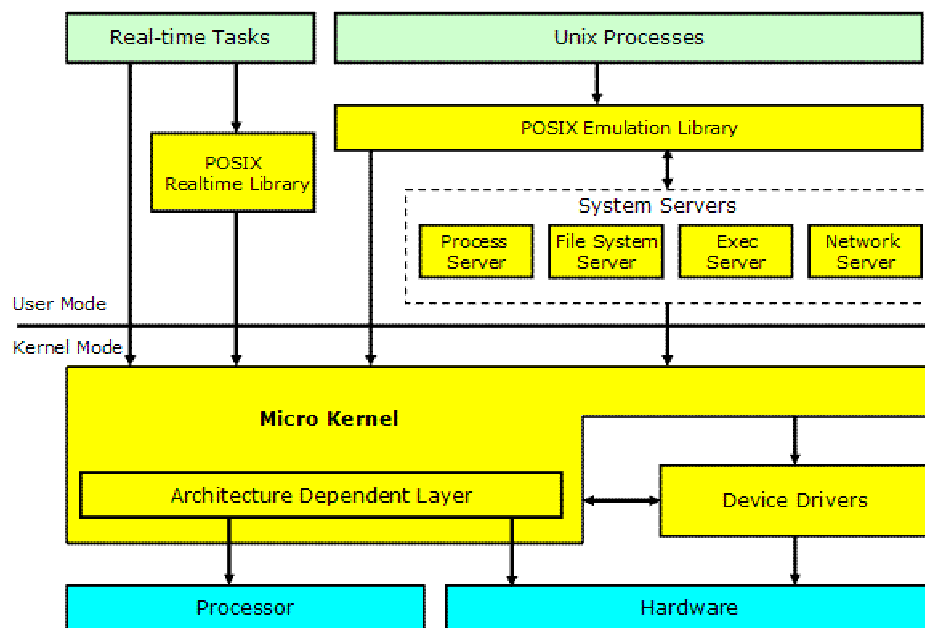 Real-time Tasks
Unix Processes
POSIX Emulation Library
POSIX
Realtime Library
System Servers
Process
Server
File System
Server
Exec
Server
Network
Server
User Mode
Kernel Mode
Micro Kernel
Architecture Dependent Layer
Device Drivers
Processor
Hardware